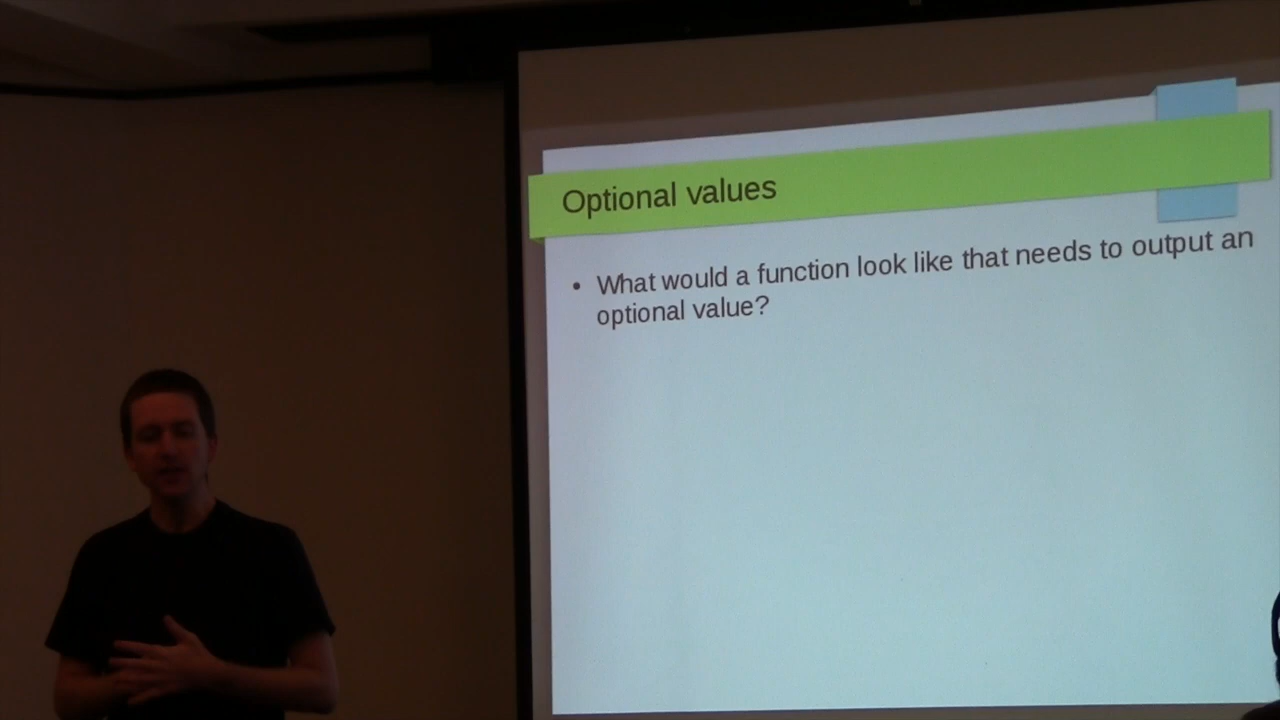 Optional values
• What would a function look like that needs to output an
optional value?